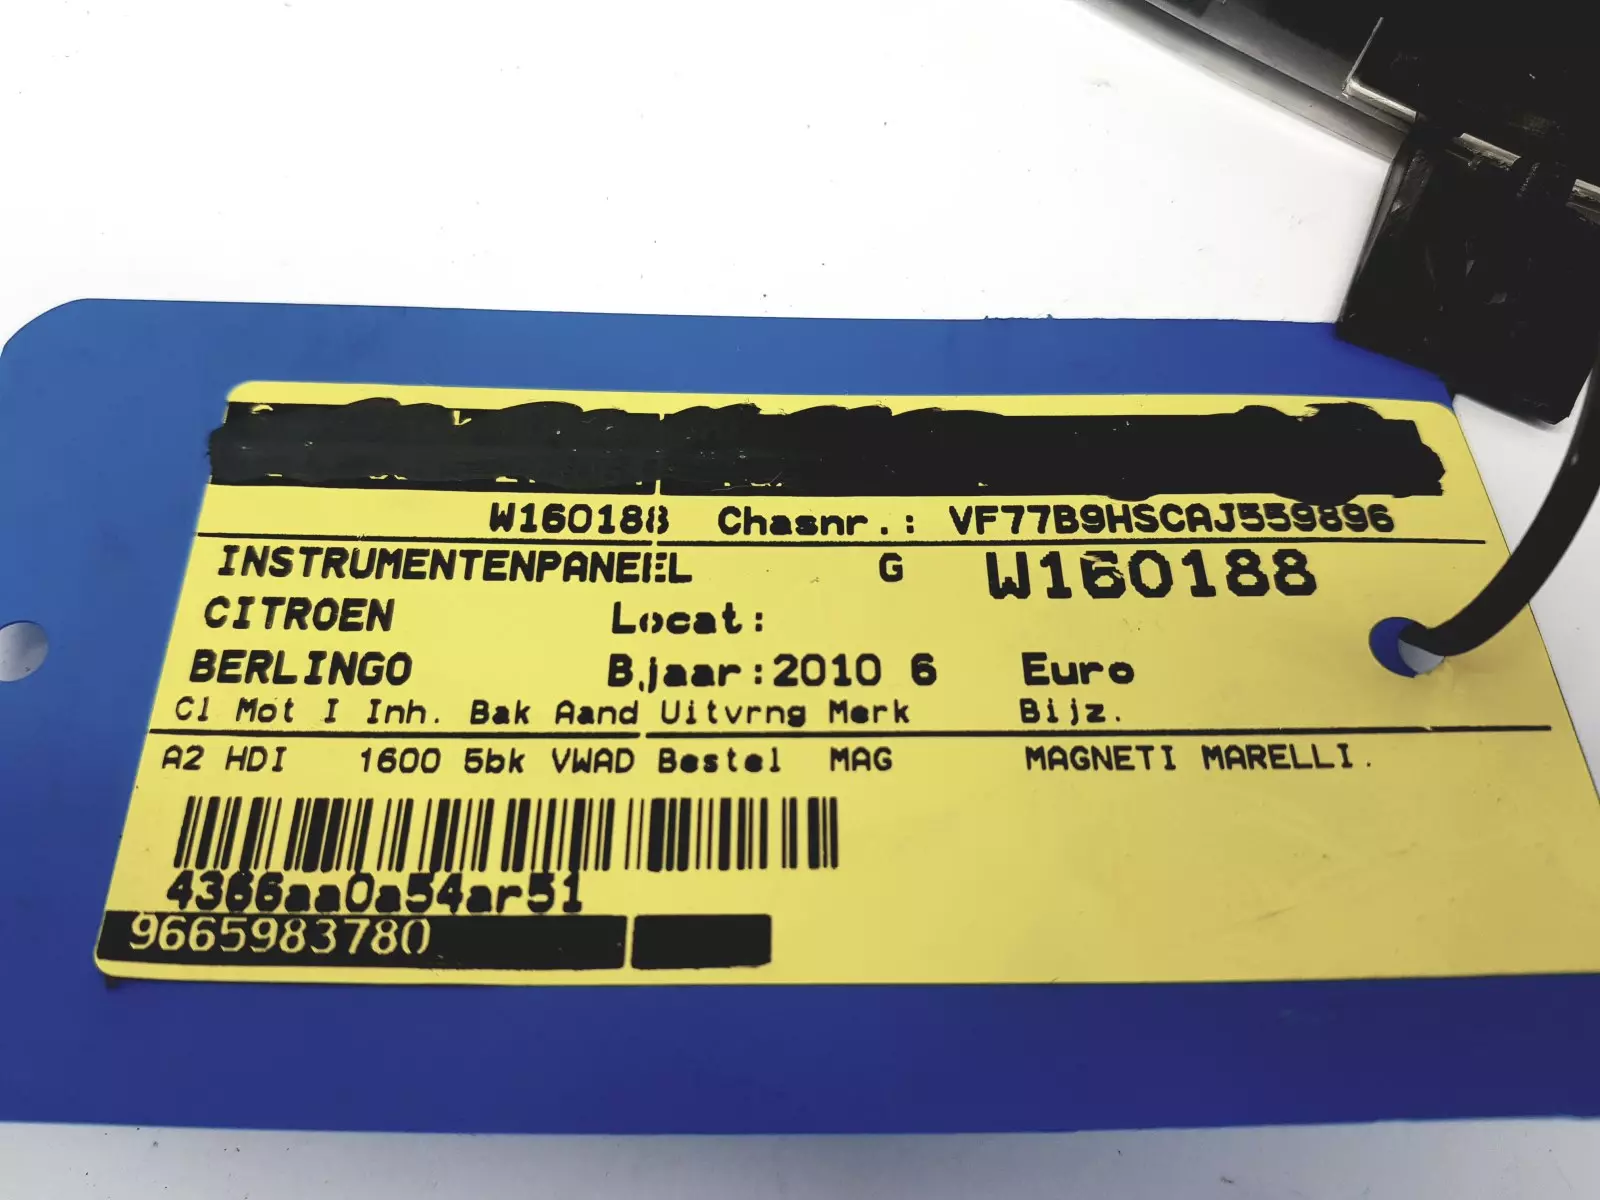 W160188 Chasnr.: VF77B9HSCAJ559896
INSTRUMENTENPANEEL G W160188
CITROEN Locat:
BERLINGO B.jaar:2010 6 Euro
Cl Mot I Inh. Bak Aand Uitvrng Merk Bijz.
A2 HDI 1600 5bk VWAD Bestel MAG MAGNETI MARELLI.
4366aa0a54ar51
9665983780